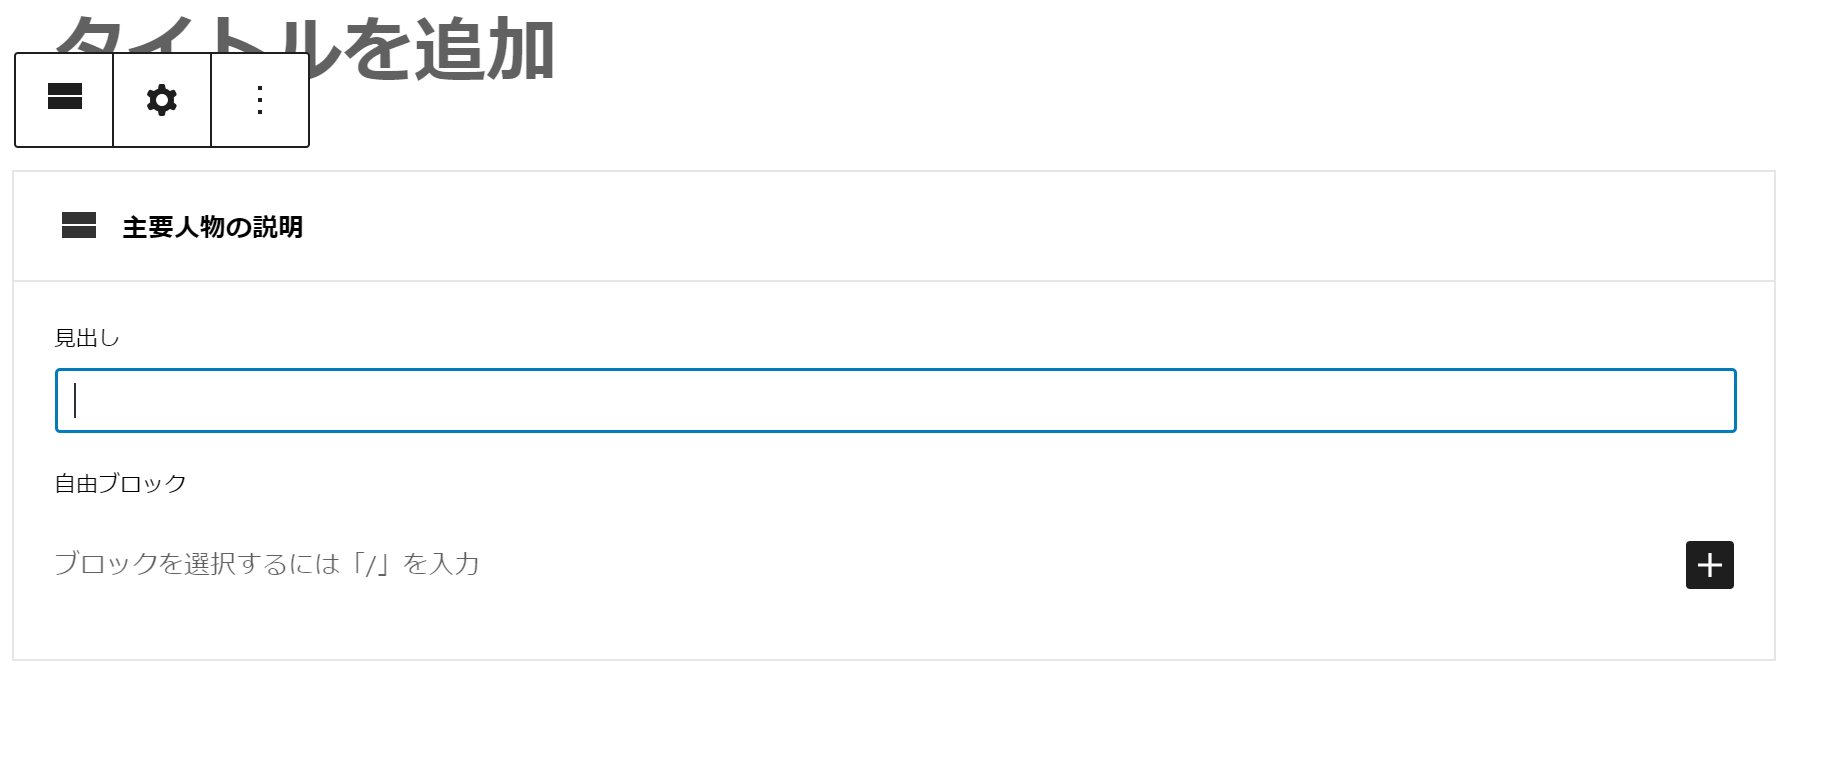 タイトルを追加
主要人物の説明
見出し
自由ブロック
ブロックを選択するには「/」を入力